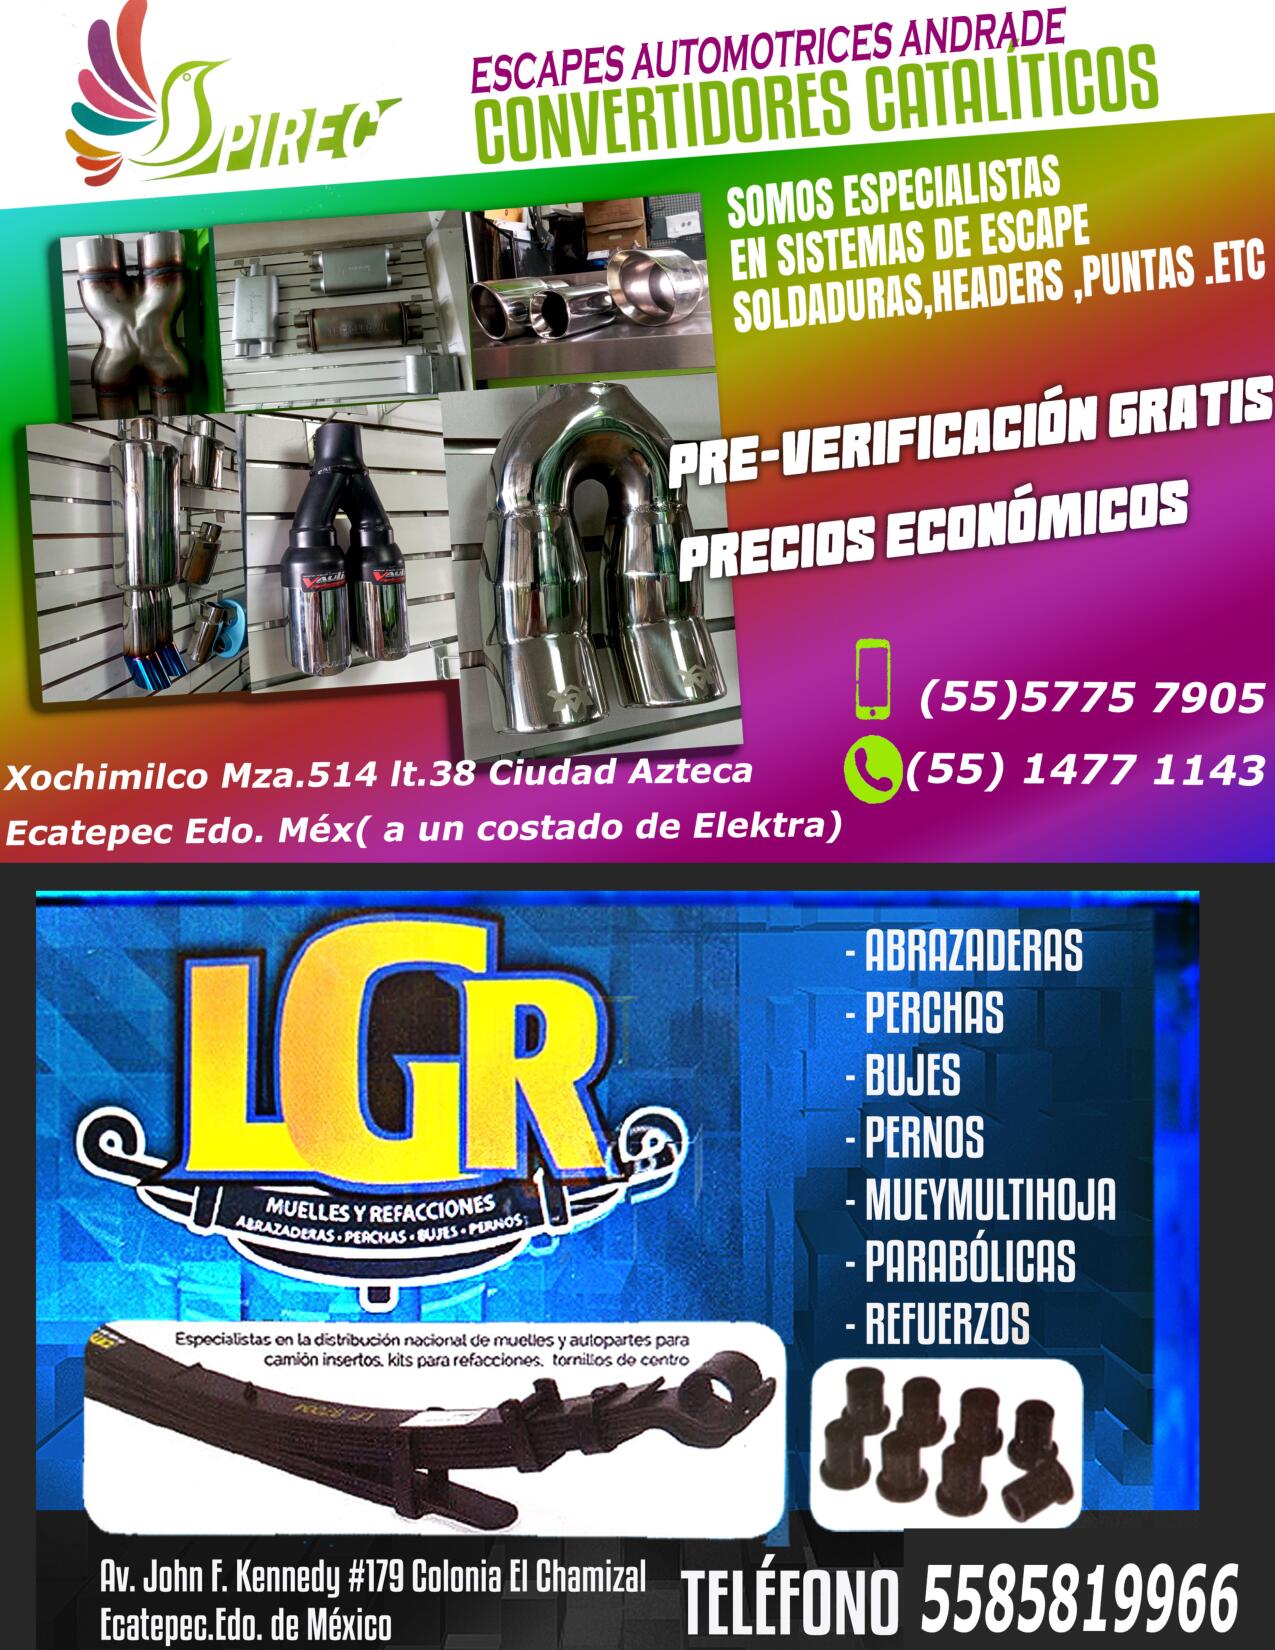 SPIREC
ESCAPES AUTOMOTRICES ANDRADE
CONVERTIDORES CATALÍTICOS
SOMOS ESPECIALISTAS
EN SISTEMAS DE ESCAPE
SOLDADURAS,HEADERS ,PUNTAS .ETC
PRE-VERIFICACIÓN GRATIS
PRECIOS ECONÓMICOS
(55)5775 7905
(55) 1477 1143
Xochimilco Mza.514 lt.38 Ciudad Azteca
Ecatepec Edo. Méx( a un costado de Elektra)
LGR
MUELLES Y REFACCIONES
ABRAZADERAS • PERCHAS • BUJES • PERNOS
- ABRAZADERAS
- PERCHAS
- BUJES
- PERNOS
- MUEYMULTIHOJA
- PARABÓLICAS
- REFUERZOS
Especialistas en la distribución nacional de muelles y autopartes para
camión insertos. kits para refacciones. tornillos de centro
Av. John F. Kennedy #179 Colonia El Chamizal
Ecatepec.Edo. de México
TELÉFONO 5585819966